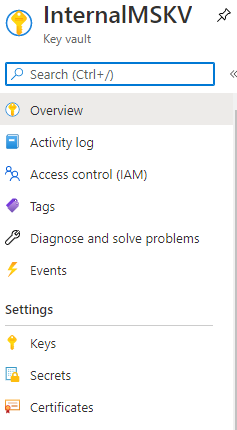 InternalMSKV
Key vault
Search (Ctrl+/)
Overview
Activity log
Access control (IAM)
Tags
Diagnose and solve problems
Events
Settings
Keys
Secrets
Certificates